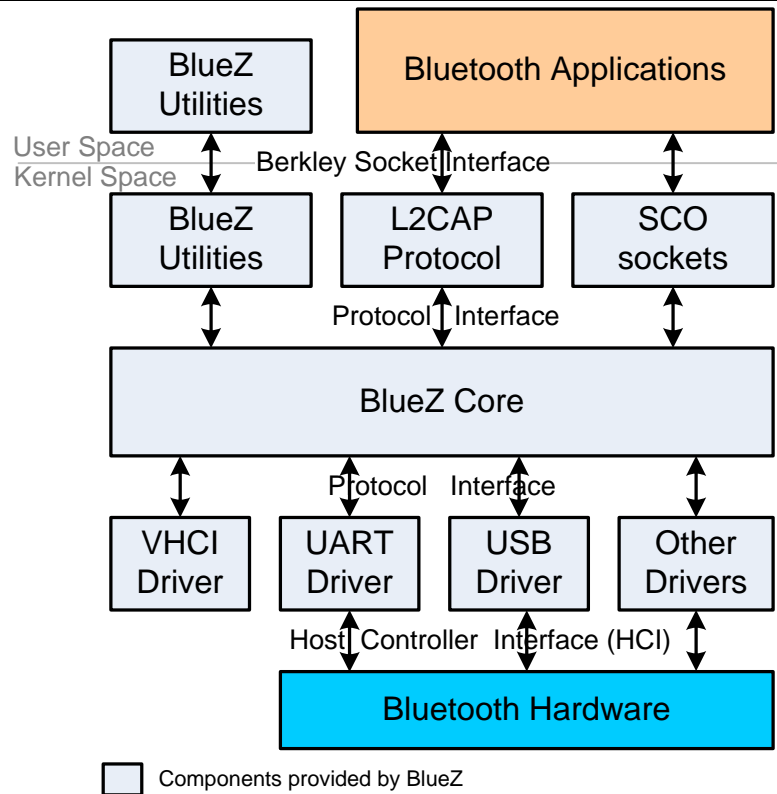 BlueZ
Utilities
Bluetooth Applications
User Space
Berkley Socket Interface
Kernel Space
BlueZ
Utilities
L2CAP
Protocol
SCO
sockets
Protocol Interface
BlueZ Core
Protocol Interface
VHCI
Driver
UART
Driver
USB
Driver
Other
Drivers
Host Controller Interface (HCI)
Bluetooth Hardware
Components provided by BlueZ